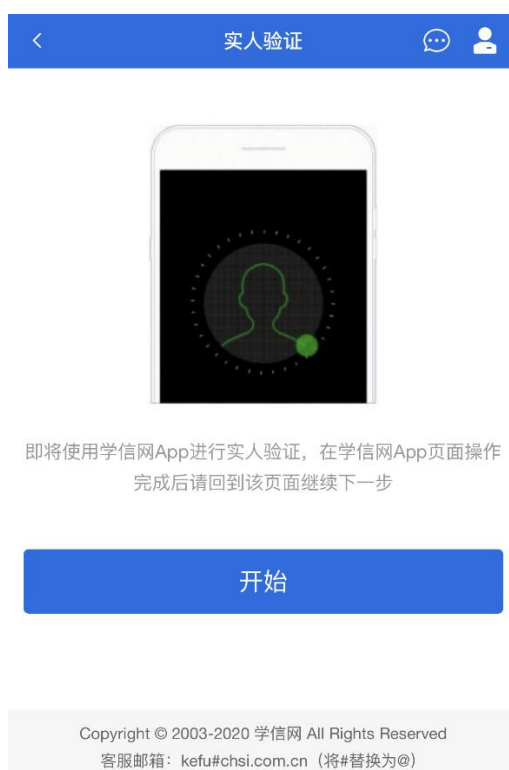 实人验证
即将使用学信网App进行实人验证，在学信网App页面操作
完成后请回到该页面继续下一步
开始
Copyright © 2003-2020 学信网 All Rights Reserved
客服邮箱：kefu#chsi.com.cn（将#替换为@）